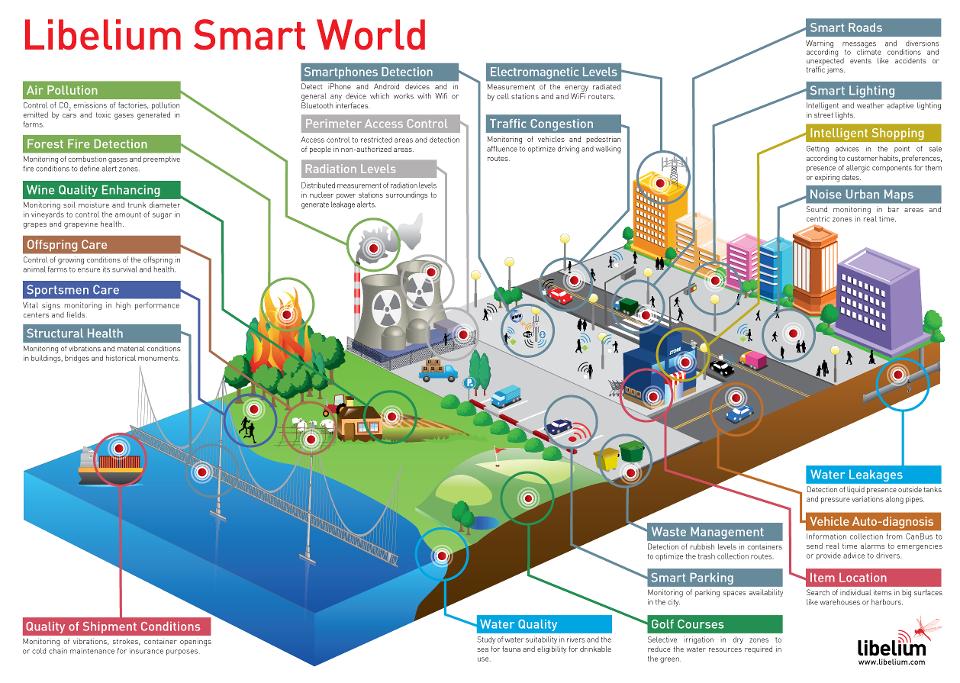 Libelium Smart World
Air Pollution
Control of CO2 emissions of factories, pollution
emitted by cars and toxic gases generated in
farms.
Forest Fire Detection
Monitoring of combustion gases and preemptive
fire conditions to define alert zones.
Wine Quality Enhancing
Monitoring soil moisture and trunk diameter
in vineyards to control the amount of sugar in
grapes and grapevine health.
Offspring Care
Control of growing conditions of the offspring in
animal farms to ensure its survival and health.
Sportsmen Care
Vital signs monitoring in high performance
centers and fields.
Structural Health
Monitoring of vibrations and material conditions
in buildings, bridges and historical monuments.
Quality of Shipment Conditions
Monitoring of vibrations, strokes, container openings
or cold chain maintenance for insurance purposes.
Smartphones Detection
Detect iPhone and Android devices and in
general any device which works with Wifi or
Bluetooth interfaces.
Perimeter Access Control
Access control to restricted areas and detection
of people in non-authorized areas.
Radiation Levels
Distributed measurement of radiation levels
in nuclear power stations surroundings to
generate leakage alerts.
Electromagnetic Levels
Measurement of the energy radiated
by cell stations and and WiFi routers.
Traffic Congestion
Monitoring of vehicles and pedestrian
affluence to optimize driving and walking
routes.
Smart Roads
Warning messages and diversions
according to climate conditions and
unexpected events like accidents or
traffic jams.
Smart Lighting
Intelligent and weather adaptive lighting
in street lights.
Intelligent Shopping
Getting advices in the point of sale
according to customer habits, preferences,
presence of allergic components for them
or expiring dates.
Noise Urban Maps
Sound monitoring in bar areas and
centric zones in real time.
Water Leakages
Detection of liquid presence outside tanks
and pressure variations along pipes.
Vehicle Auto-diagnosis
Information collection from CanBus to
send real time alarms to emergencies
or provide advice to drivers.
Item Location
Search of individual items in big surfaces
like warehouses or harbours.
Waste Management
Detection of rubbish levels in containers
to optimize the trash collection routes.
Smart Parking
Monitoring of parking spaces availability
in the city.
Golf Courses
Selective irrigation in dry zones to
reduce the water resources required in
the green.
Water Quality
Study of water suitability in rivers and the
sea for fauna and eligibility for drinkable
use.
P
libelium
www.libelium.com